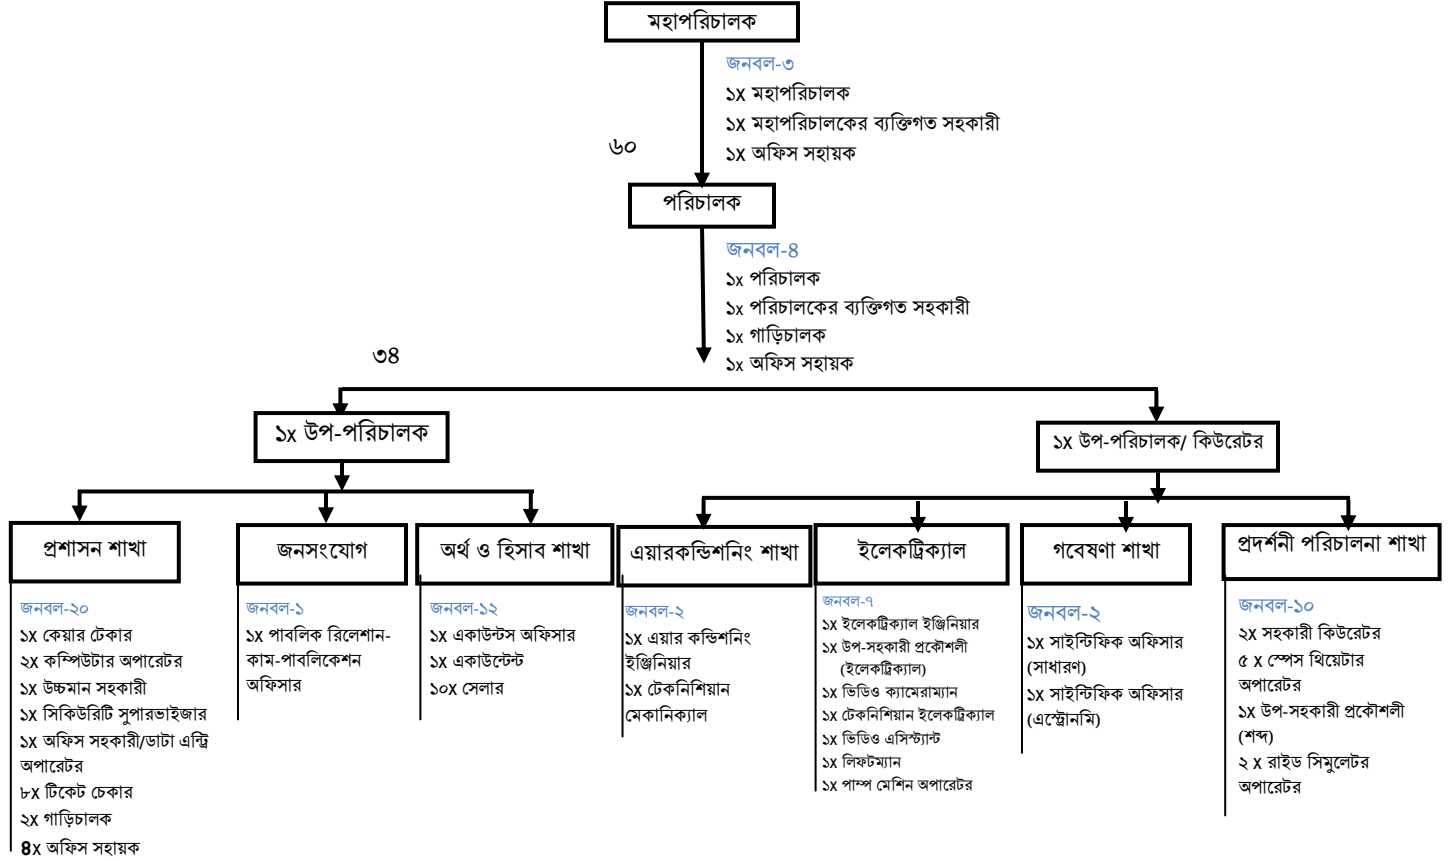 মহাপরিচালক
জনবল-৩
১X মহাপরিচালক
১X মহাপরিচালকের ব্যক্তিগত সহকারী
১X অফিস সহায়ক
৬০
পরিচালক
জনবল-৪
১x পরিচালক
১x পরিচালকের ব্যক্তিগত সহকারী
১x গাড়িচালক
১x অফিস সহায়ক
৩৪
১x উপ-পরিচালক
১x উপ-পরিচালক/ কিউরেটর
প্রশাসন শাখা
জনবল-২০
১x কেয়ার টেকার
২x কম্পিউটার অপারেটর
১x উচ্চমান সহকারী
১x সিকিউরিটি সুপারভাইজার
১x অফিস সহকারী/ডাটা এন্ট্রি
অপারেটর
৮x টিকেট চেকার
২x গাড়িচালক
৪x অফিস সহায়ক
জনসংযোগ
জনবল-১
১x পাবলিক রিলেশান-
কাম-পাবলিকেশন
অফিসার
অর্থ ও হিসাব শাখা
জনবল-১২
১x একাউন্টস অফিসার
১x একাউন্টেন্ট
১০x সেলার
এয়ারকন্ডিশনিং শাখা
জনবল-২
১x এয়ার কন্ডিশনিং
ইঞ্জিনিয়ার
১x টেকনিশিয়ান
মেকানিক্যাল
ইলেকট্রিক্যাল
জনবল-৭
১x ইলেকট্রিক্যাল ইঞ্জিনিয়ার
১x উপ-সহকারী প্রকৌশলী
(ইলেকট্রিক্যাল)
১x ভিডিও ক্যামেরাম্যান
১x টেকনিশিয়ান ইলেকট্রিক্যাল
১x ভিডিও এসিস্ট্যান্ট
১x লিফটম্যান
১x পাম্প মেশিন অপারেটর
গবেষণা শাখা
জনবল-২
১x সাইন্টিফিক অফিসার
(সাধারণ)
১x সাইন্টিফিক অফিসার
(এস্ট্রোনমি)
প্রদর্শনী পরিচালনা শাখা
জনবল-১০
২x সহকারী কিউরেটর
৫ x স্পেস থিয়েটার
অপারেটর
১x উপ-সহকারী প্রকৌশলী
(শব্দ)
২ x রাইড সিমুলেটর
অপারেটর